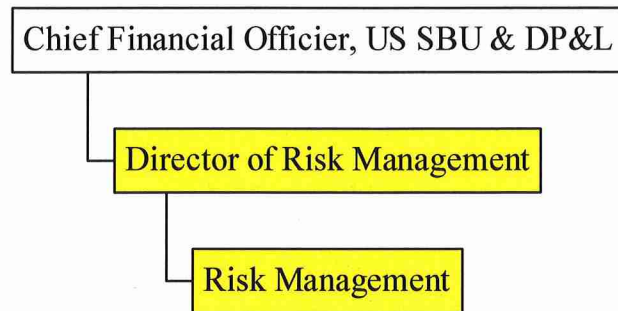 Chief Financial Officier, US SBU & DP&L
Director of Risk Management
Risk Management